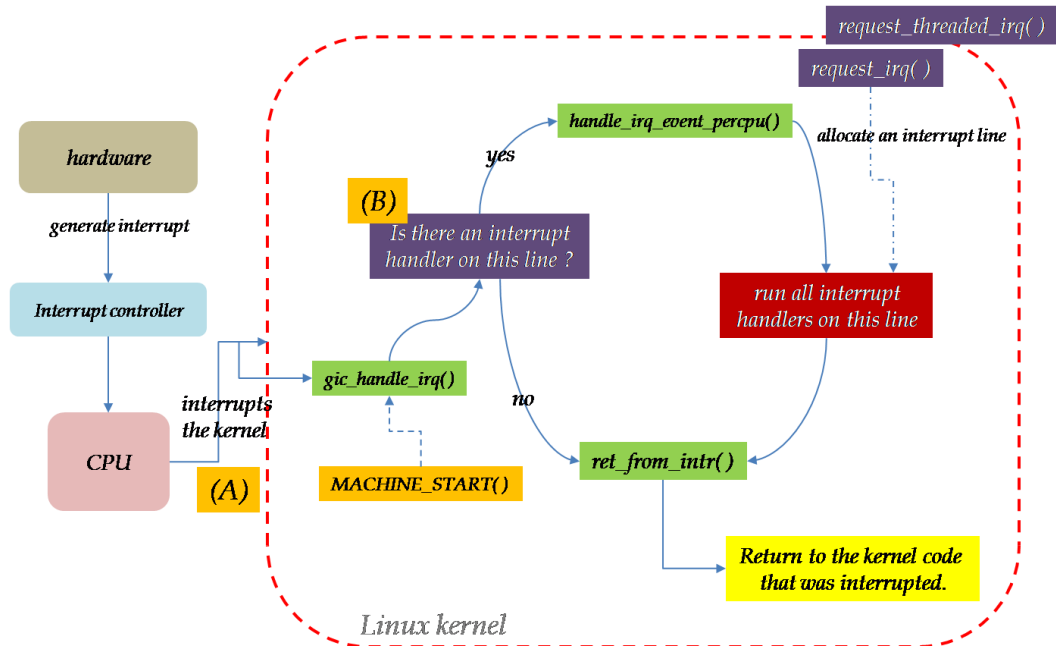 request_threaded_irq( )
request_irq( )
hardware
handle_irq_event_percpu()
yes
allocate an interrupt line
(B)
generate interrupt
Is there an interrupt
handler on this line ?
Interrupt controller
run all interrupt
handlers on this line
gic_handle_irq()
interrupts
the kernel
no
CPU
ret_from_intr( )
(A)
MACHINE_START( )
Return to the kernel code
that was interrupted.
Linux kernel